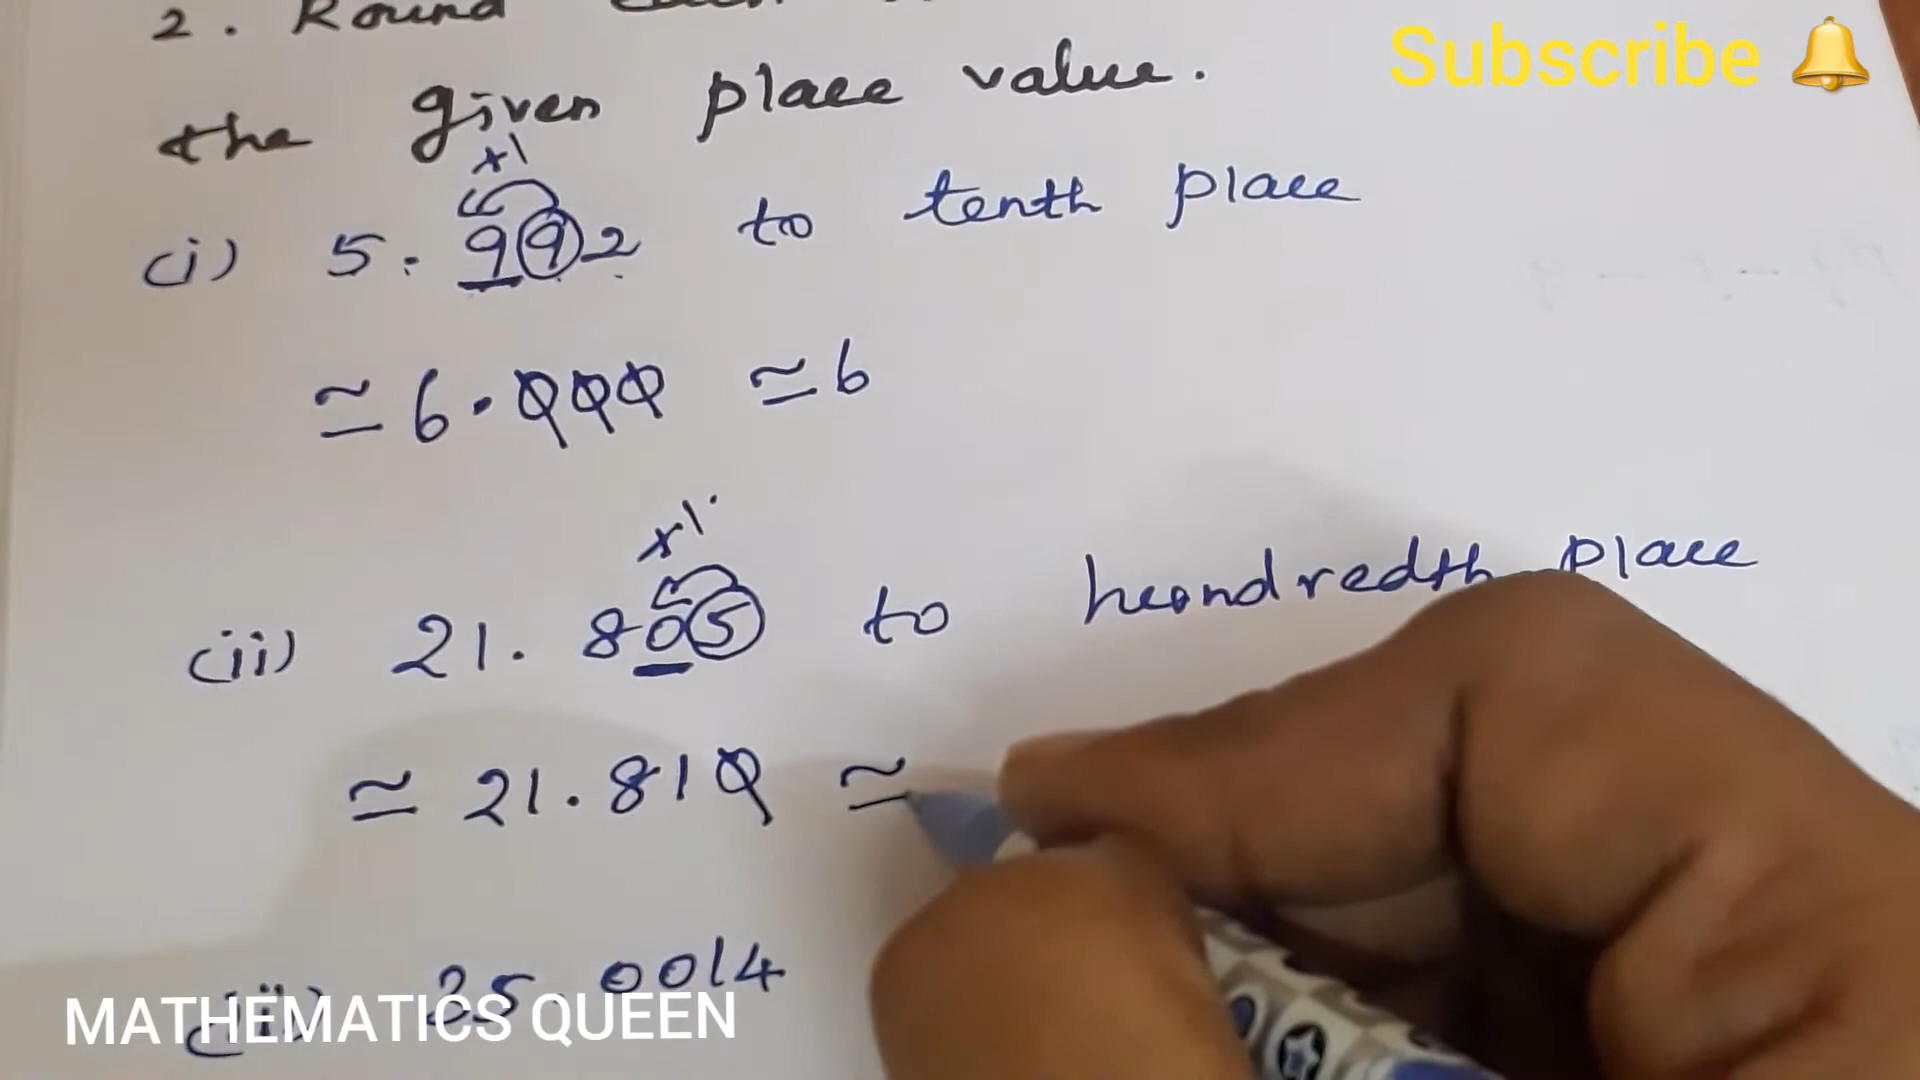 Subscribe 🔔
2. Round
the given place value.
+1
(i) 5.992 to tenth place
≃ 6.000 ≃ 6
+1
(ii) 21.805 to hundredth place
≃ 21.810 ≃
35.0014
MATHEMATICS QUEEN